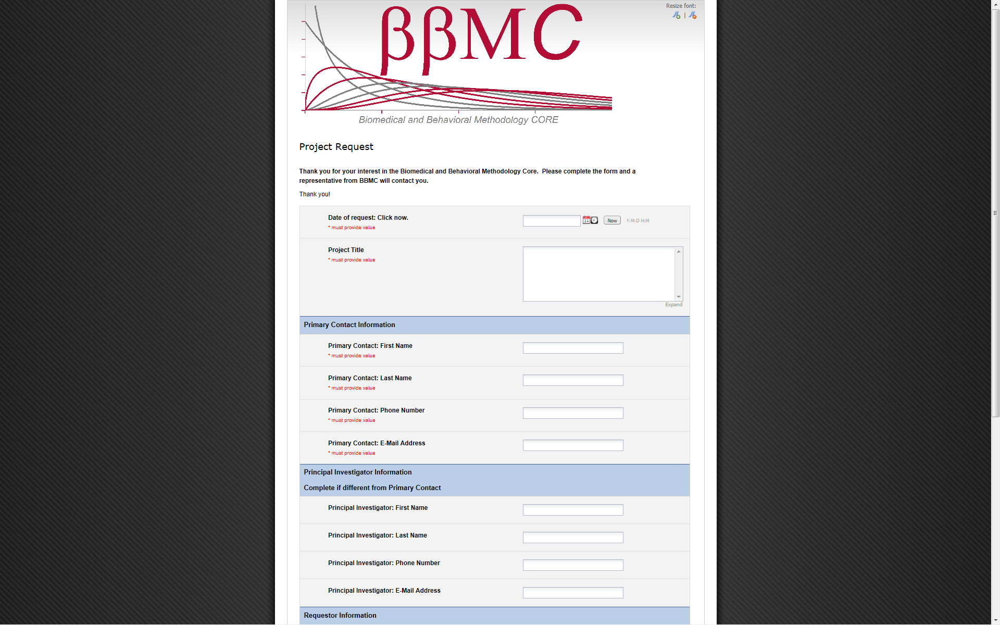 Resize font:
|
ββMC
Biomedical and Behavioral Methodology CORE
Project Request
Thank you for your interest in the Biomedical and Behavioral Methodology Core.  Please complete the form and a
representative from BBMC will contact you.
Thank you!
Date of request: Click now.
* must provide value
31
Now
Y-M-D H:M
Project Title
* must provide value
Expand
Primary Contact Information
Primary Contact: First Name
* must provide value
Primary Contact: Last Name
* must provide value
Primary Contact: Phone Number
* must provide value
Primary Contact: E-Mail Address
* must provide value
Principal Investigator Information
Complete if different from Primary Contact
Principal Investigator: First Name
Principal Investigator: Last Name
Principal Investigator: Phone Number
Principal Investigator: E-Mail Address
Requestor Information